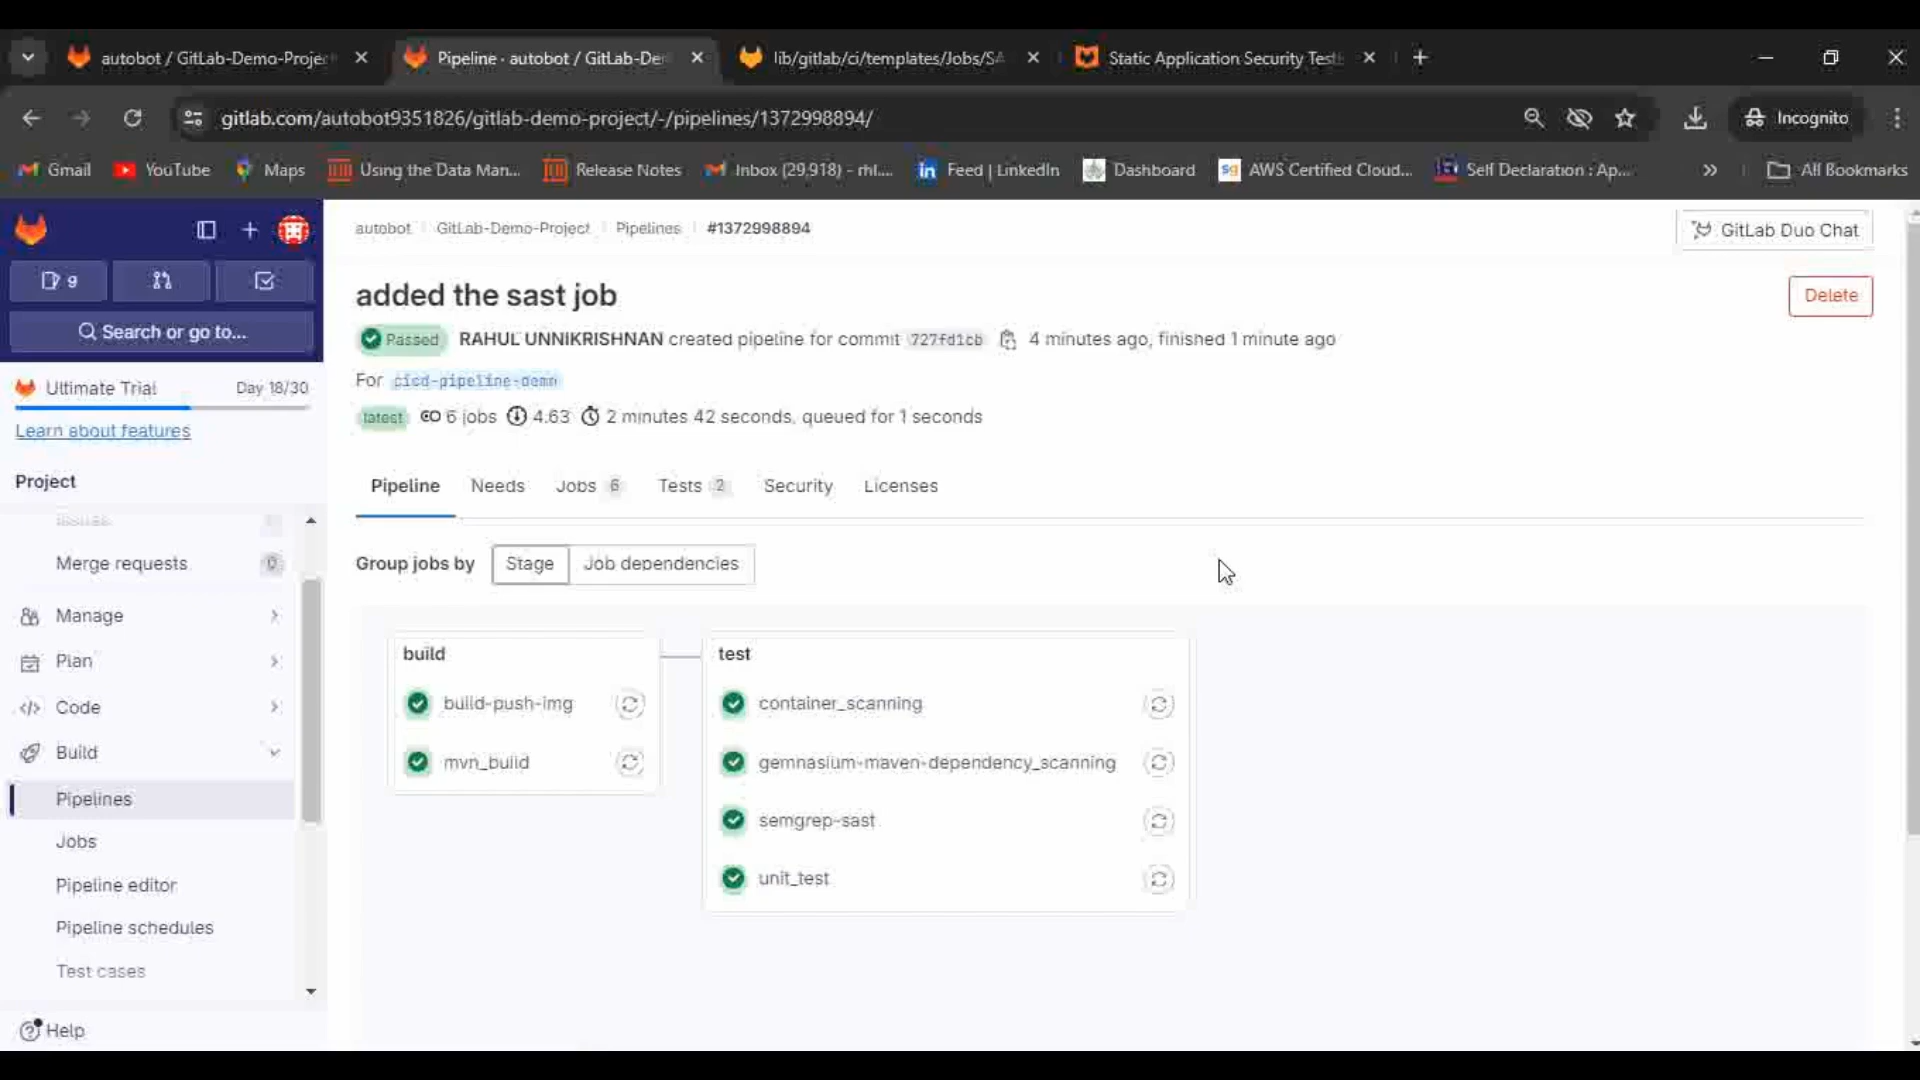 autobot / GitLab-Demo-Projec
Pipeline · autobot / GitLab-De
lib/gitlab/ci/templates/Jobs/SA
Static Application Security Test
gitlab.com/autobot9351826/gitlab-demo-project/-/pipelines/1372998894/
Incognito
Gmail
YouTube
Maps
Using the Data Man...
Release Notes
Inbox (29,918) - rhl....
Feed | LinkedIn
Dashboard
AWS Certified Cloud...
Self Declaration : Ap...
All Bookmarks
autobot
GitLab-Demo-Project
Pipelines
#1372998894
GitLab Duo Chat
9
Search or go to...
added the sast job
Delete
Passed RAHUL UNNIKRISHNAN created pipeline for commit 727fd1cb 4 minutes ago, finished 1 minute ago
For cicd-pipeline-demo
latest 6 jobs 4.63 2 minutes 42 seconds, queued for 1 seconds
Ultimate Trial
Day 18/30
Learn about features
Project
Issues
Merge requests 0
Manage
Plan
Code
Build
Pipelines
Jobs
Pipeline editor
Pipeline schedules
Test cases
Help
Pipeline
Needs
Jobs 6
Tests 2
Security
Licenses
Group jobs by
Stage
Job dependencies
build
build-push-img
mvn_build
test
container_scanning
gemnasium-maven-dependency_scanning
semgrep-sast
unit_test